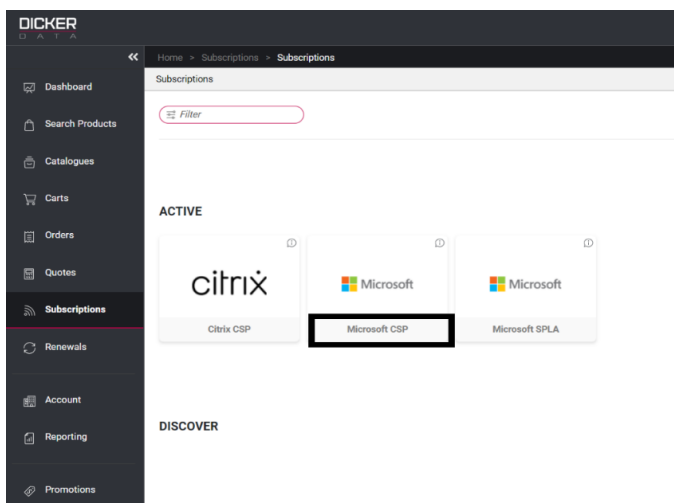 DICKER
DATA
Home > Subscriptions > Subscriptions
Subscriptions
Dashboard
Search Products
Catalogues
Carts
Orders
Quotes
Subscriptions
Renewals
Account
Reporting
Promotions
Filter
ACTIVE
citrix
Microsoft
Microsoft
Citrix CSP
Microsoft CSP
Microsoft SPLA
DISCOVER